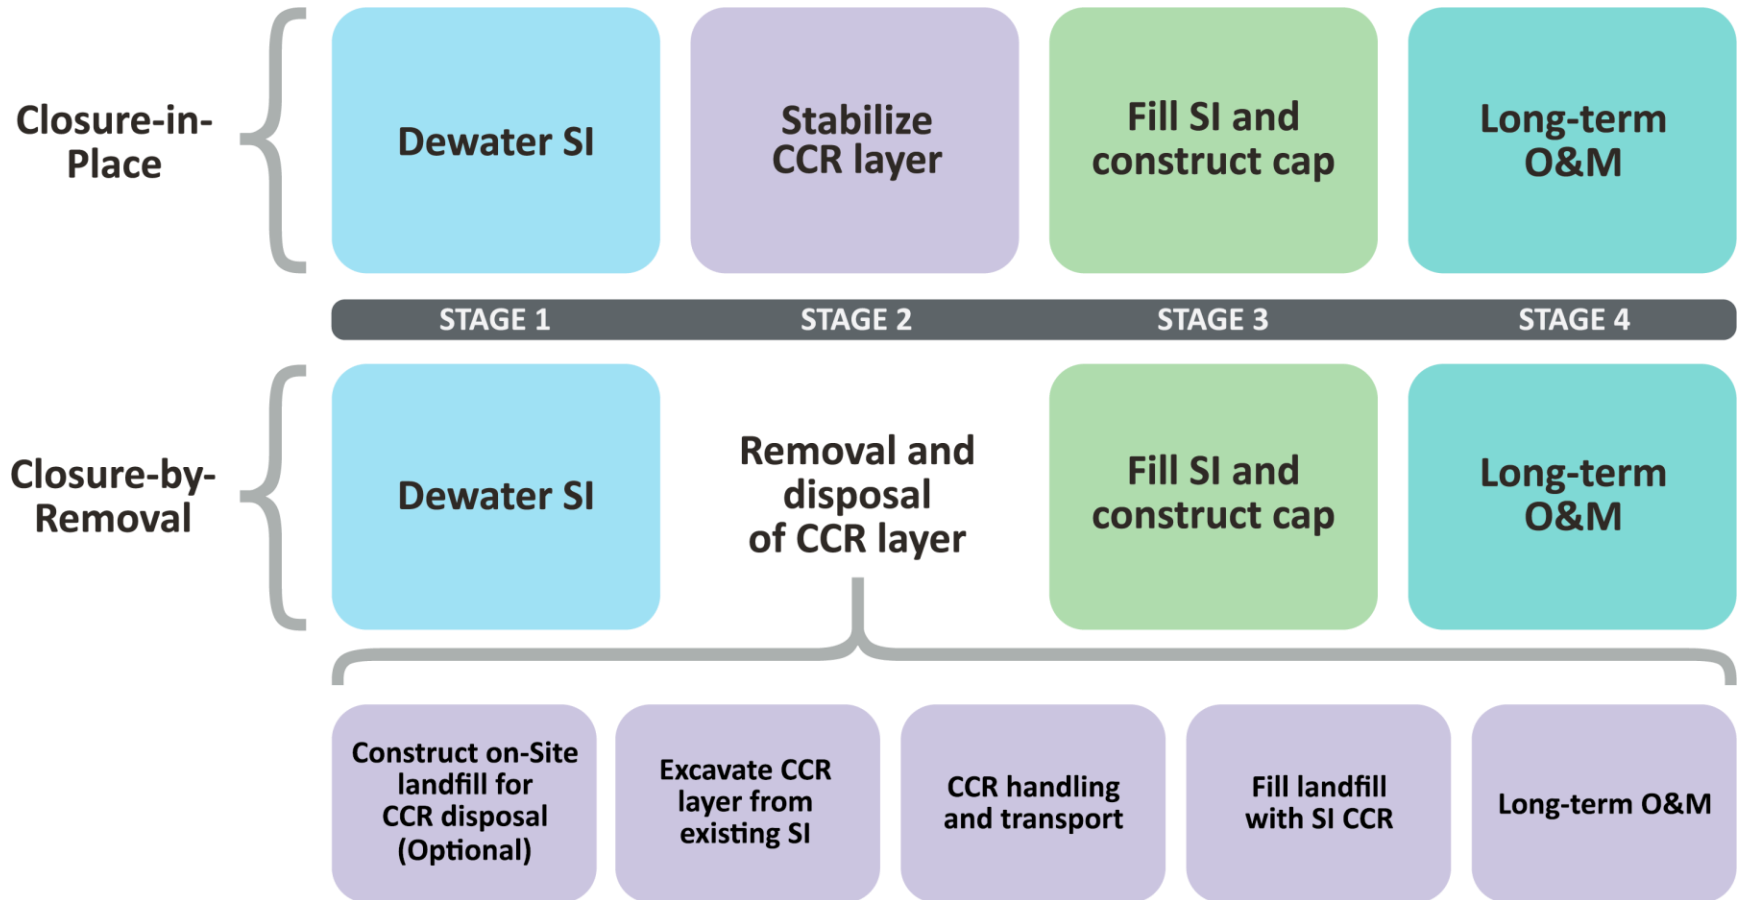 Closure-in-
Place
Dewater SI
Stabilize
CCR layer
Fill SI and
construct cap
Long-term
O&M
STAGE 1
STAGE 2
STAGE 3
STAGE 4
Closure-by-
Removal
Dewater SI
Removal and
disposal
of CCR layer
Fill SI and
construct cap
Long-term
O&M
Construct on-Site
landfill for
CCR disposal
(Optional)
Excavate CCR
layer from
existing SI
CCR handling
and transport
Fill landfill
with SI CCR
Long-term O&M